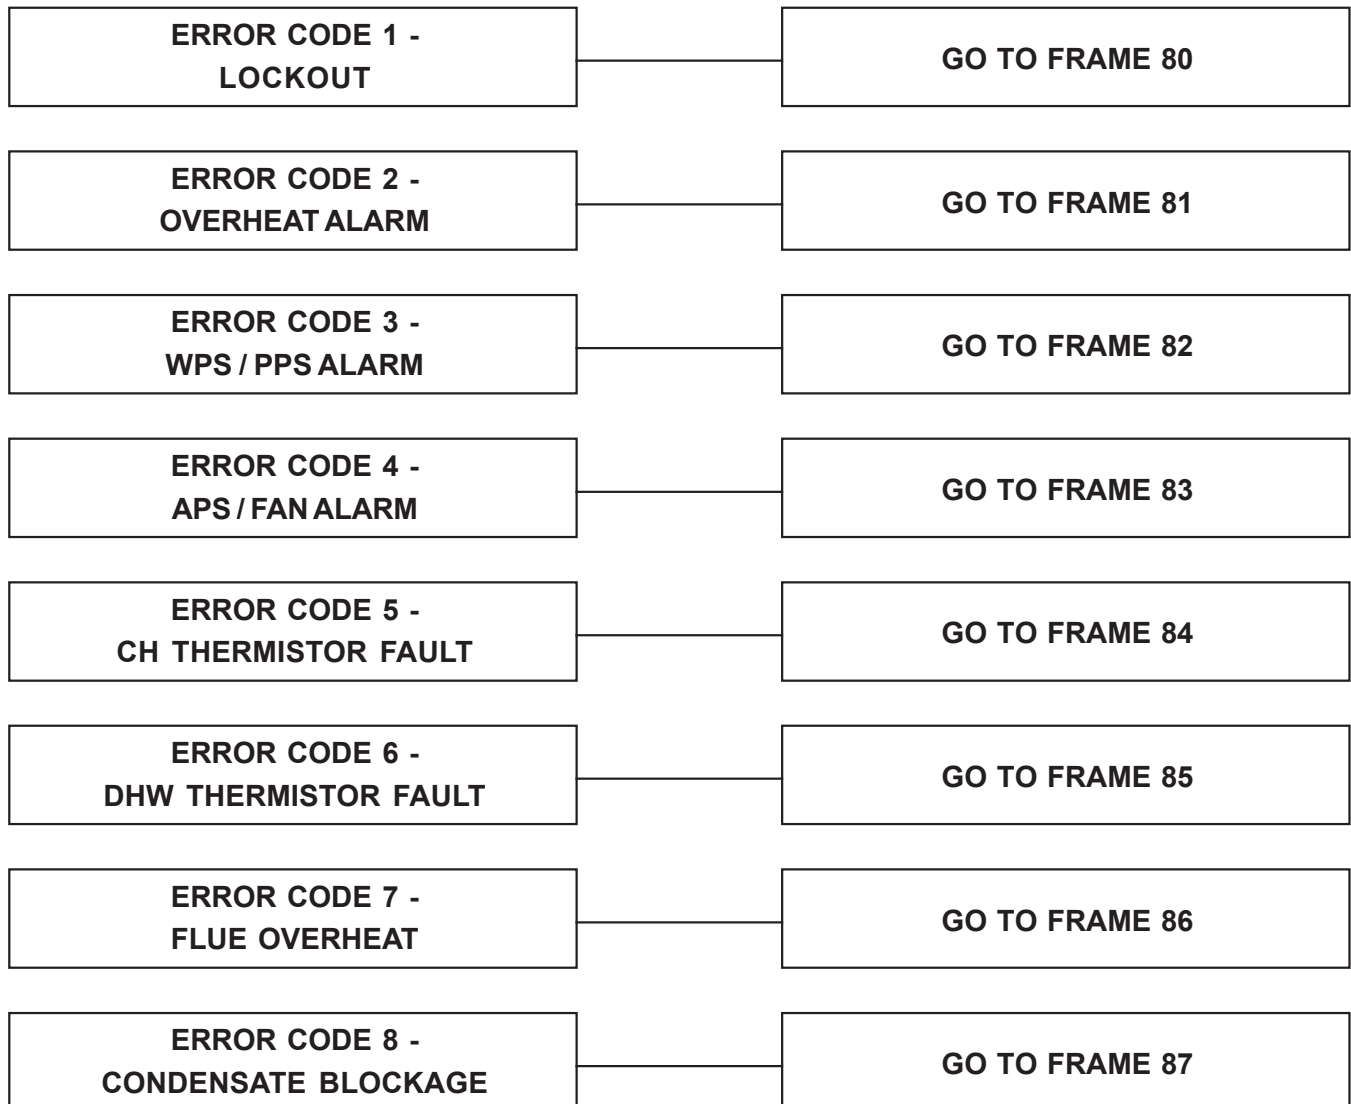 ERROR CODE 1 -
LOCKOUT
GO TO FRAME 80
ERROR CODE 2 -
OVERHEAT ALARM
GO TO FRAME 81
ERROR CODE 3 -
WPS / PPS ALARM
GO TO FRAME 82
ERROR CODE 4 -
APS / FAN ALARM
GO TO FRAME 83
ERROR CODE 5 -
CH THERMISTOR FAULT
GO TO FRAME 84
ERROR CODE 6 -
DHW THERMISTOR FAULT
GO TO FRAME 85
ERROR CODE 7 -
FLUE OVERHEAT
GO TO FRAME 86
ERROR CODE 8 -
CONDENSATE BLOCKAGE
GO TO FRAME 87